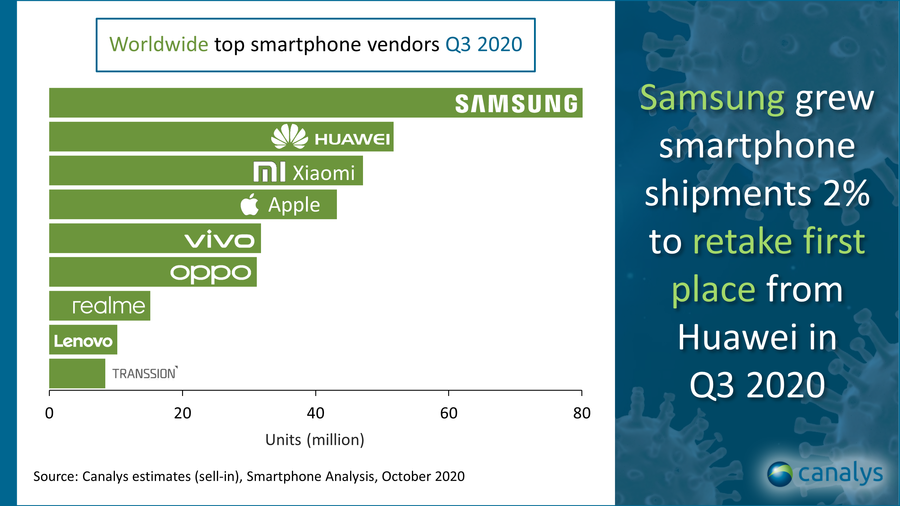 Worldwide top smartphone vendors Q3 2020
SAMSUNG
HUAWEI
mi Xiaomi
Apple
vivo
oppo
realme
Lenovo
TRANSSION
0 20 40 60 80
Units (million)
Source: Canalys estimates (sell-in), Smartphone Analysis, October 2020
Samsung grew
smartphone
shipments 2%
to retake first
place from
Huawei in
Q3 2020
canalys